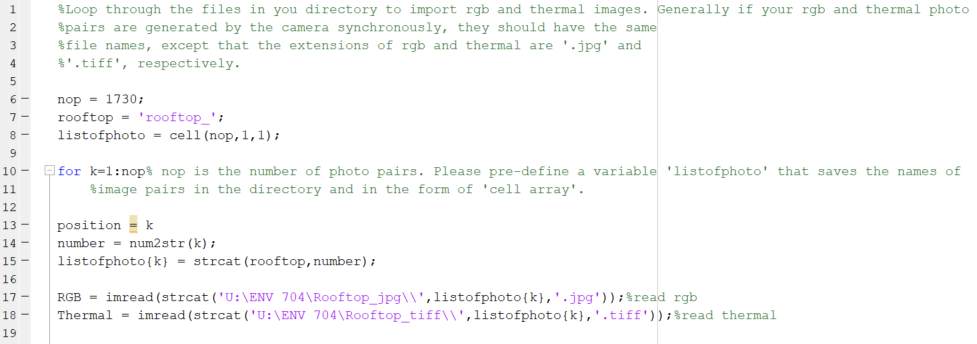 1 %Loop through the files in you directory to import rgb and thermal images. Generally if your rgb and thermal photo
2 %pairs are generated by the camera synchronously, they should have the same
3 %file names, except that the extensions of rgb and thermal are '.jpg' and
4 %'.tiff', respectively.
5
6 nop = 1730;
7 rooftop = 'rooftop_';
8 listofphoto = cell(nop,1,1);
9
10 for k=1:nop% nop is the number of photo pairs. Please pre-define a variable 'listofphoto' that saves the names of
11 %image pairs in the directory and in the form of 'cell array'.
12
13 position = k
14 number = num2str(k);
15 listofphoto{k} = strcat(rooftop,number);
16
17 RGB = imread(strcat('U:\ENV 704\Rooftop_jpg\\',listofphoto{k},'.jpg'));%read rgb
18 Thermal = imread(strcat('U:\ENV 704\Rooftop_tiff\\',listofphoto{k},'.tiff'));%read thermal
19